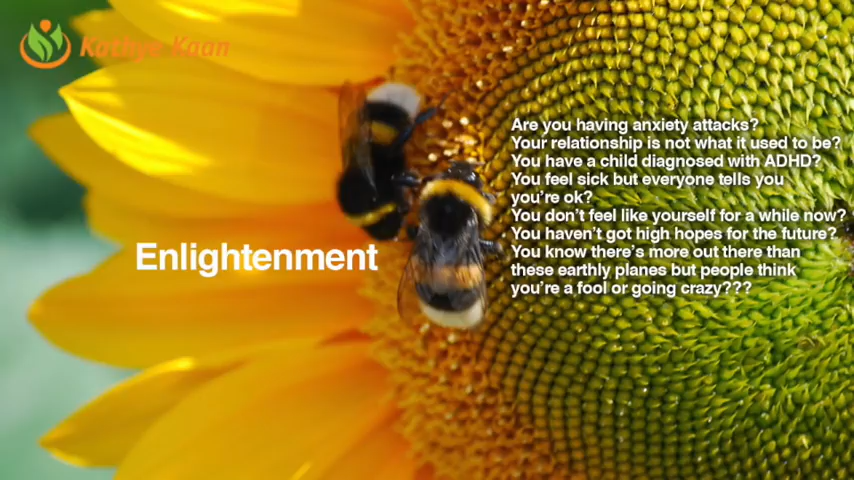 Kathye Kaan
Are you having anxiety attacks?
Your relationship is not what it used to be?
You have a child diagnosed with ADHD?
You feel sick but everyone tells you
you're ok?
You don't feel like yourself for a while now?
You haven't got high hopes for the future?
You know there's more out there than
these earthly planes but people think
you're a fool or going crazy???
Enlightenment